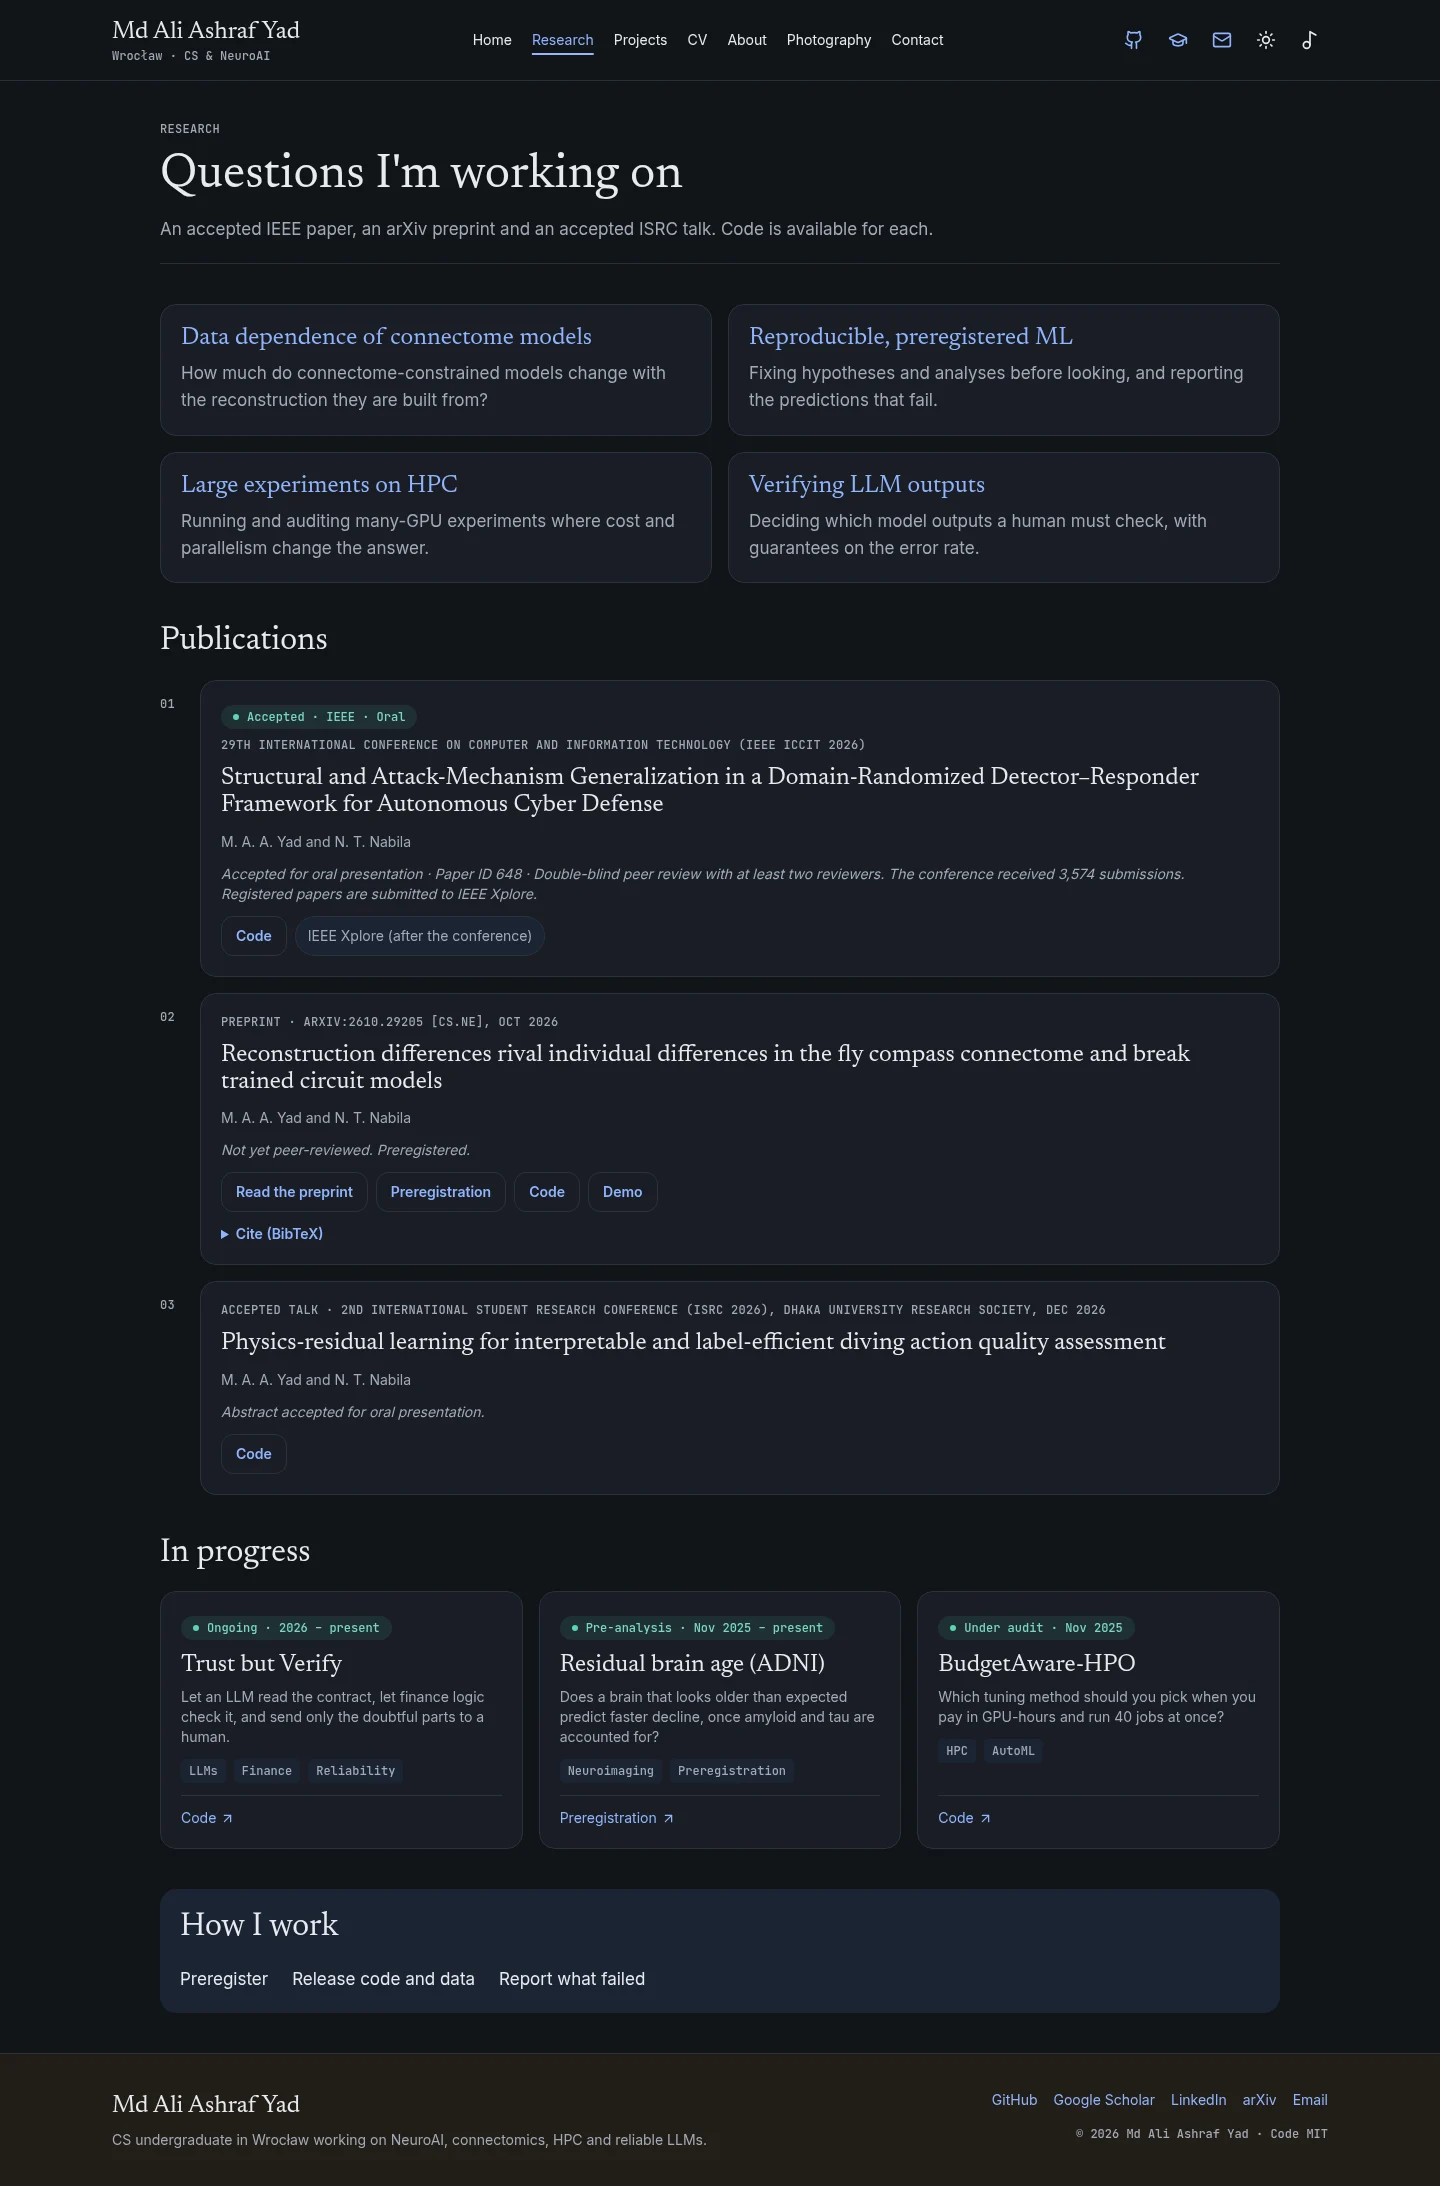 Md Ali Ashraf Yad
Wrocław · CS & NeuroAI
Home Research Projects CV About Photography Contact
RESEARCH
Questions I'm working on
An accepted IEEE paper, an arXiv preprint and an accepted ISRC talk. Code is available for each.
Data dependence of connectome models
How much do connectome-constrained models change with
the reconstruction they are built from?
Reproducible, preregistered ML
Fixing hypotheses and analyses before looking, and reporting
the predictions that fail.
Large experiments on HPC
Running and auditing many-GPU experiments where cost and
parallelism change the answer.
Verifying LLM outputs
Deciding which model outputs a human must check, with
guarantees on the error rate.
Publications
01
Accepted · IEEE · Oral
29TH INTERNATIONAL CONFERENCE ON COMPUTER AND INFORMATION TECHNOLOGY (IEEE ICCIT 2026)
Structural and Attack-Mechanism Generalization in a Domain-Randomized Detector–Responder
Framework for Autonomous Cyber Defense
M. A. A. Yad and N. T. Nabila
Accepted for oral presentation · Paper ID 648 · Double-blind peer review with at least two reviewers. The conference received 3,574 submissions.
Registered papers are submitted to IEEE Xplore.
Code IEEE Xplore (after the conference)
02
PREPRINT · ARXIV:2610.29205 [CS.NE], OCT 2026
Reconstruction differences rival individual differences in the fly compass connectome and break
trained circuit models
M. A. A. Yad and N. T. Nabila
Not yet peer-reviewed. Preregistered.
Read the preprint Preregistration Code Demo
Cite (BibTeX)
03
ACCEPTED TALK · 2ND INTERNATIONAL STUDENT RESEARCH CONFERENCE (ISRC 2026), DHAKA UNIVERSITY RESEARCH SOCIETY, DEC 2026
Physics-residual learning for interpretable and label-efficient diving action quality assessment
M. A. A. Yad and N. T. Nabila
Abstract accepted for oral presentation.
Code
In progress
Ongoing · 2026 – present
Trust but Verify
Let an LLM read the contract, let finance logic
check it, and send only the doubtful parts to a
human.
LLMs Finance Reliability
Code ↗
Pre-analysis · Nov 2025 – present
Residual brain age (ADNI)
Does a brain that looks older than expected
predict faster decline, once amyloid and tau are
accounted for?
Neuroimaging Preregistration
Preregistration ↗
Under audit · Nov 2025
BudgetAware-HPO
Which tuning method should you pick when you
pay in GPU-hours and run 40 jobs at once?
HPC AutoML
Code ↗
How I work
Preregister Release code and data Report what failed
Md Ali Ashraf Yad
CS undergraduate in Wrocław working on NeuroAI, connectomics, HPC and reliable LLMs.
GitHub Google Scholar LinkedIn arXiv Email
© 2026 Md Ali Ashraf Yad · Code MIT